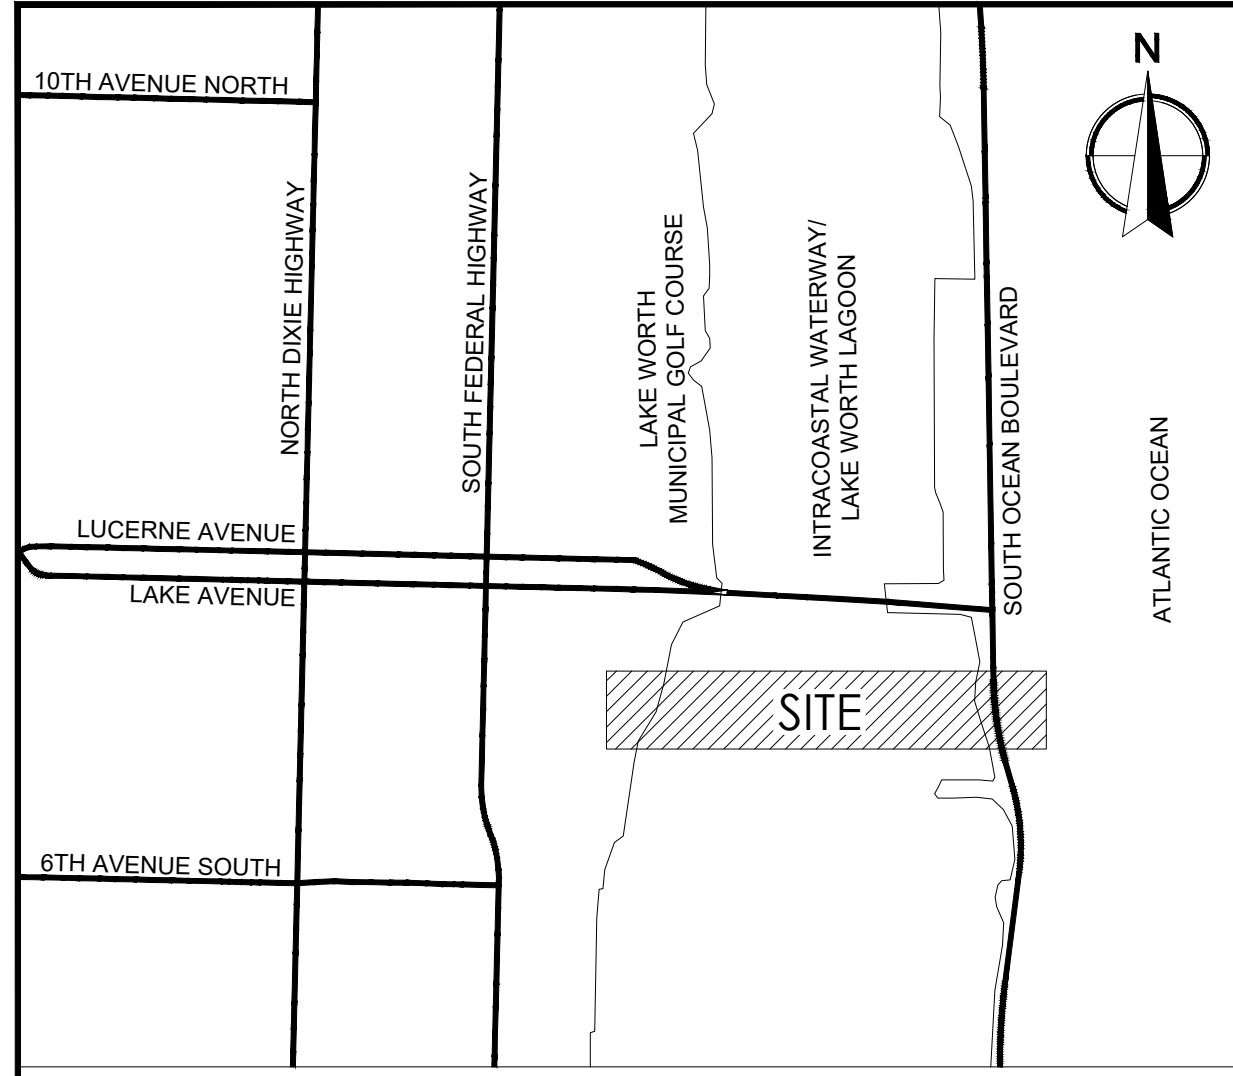 N
10TH AVENUE NORTH
NORTH DIXIE HIGHWAY
SOUTH FEDERAL HIGHWAY
LAKE WORTH
MUNICIPAL GOLF COURSE
INTRACOASTAL WATERWAY/
LAKE WORTH LAGOON
SOUTH OCEAN BOULEVARD
ATLANTIC OCEAN
LUCERNE AVENUE
LAKE AVENUE
SITE
6TH AVENUE SOUTH